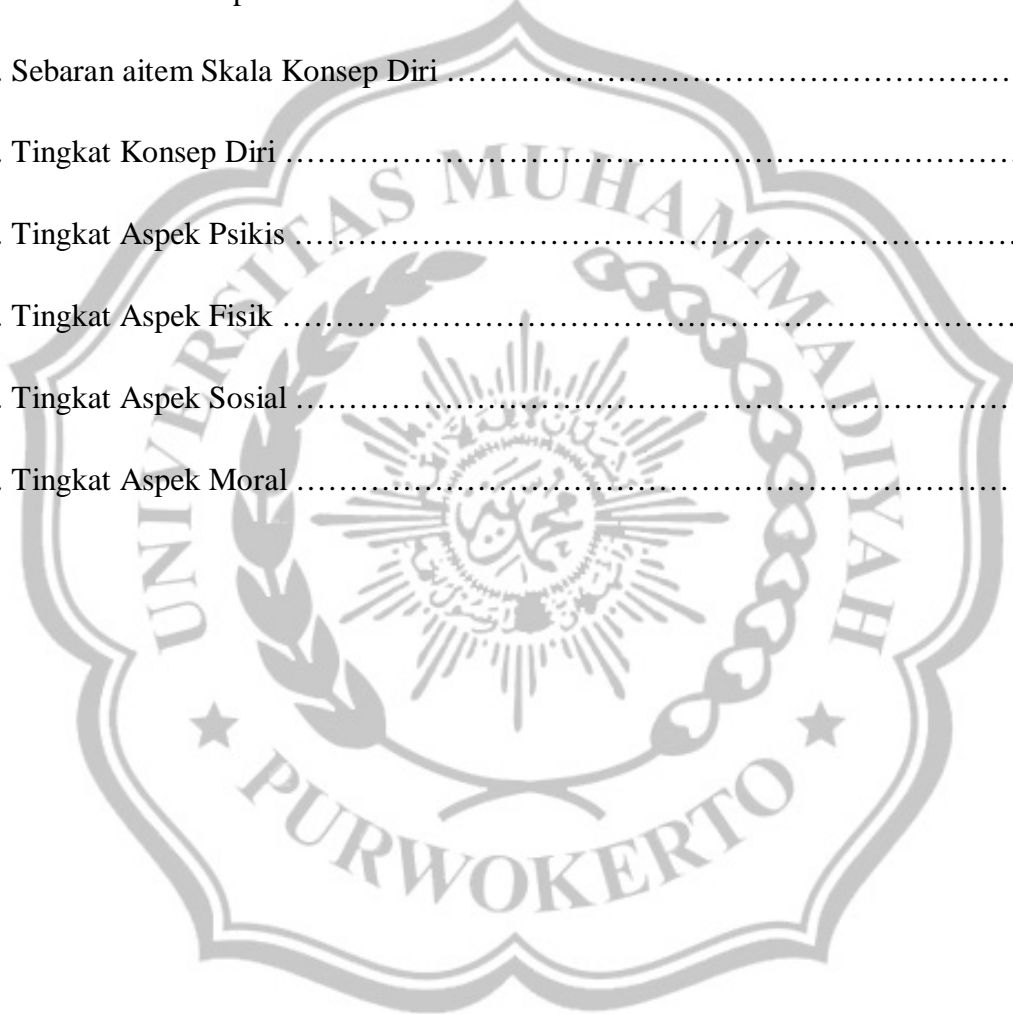 . Sebaran aitem Skala Konsep Diri ……………………………………………………
. Tingkat Konsep Diri ……………………………………………………………………
. Tingkat Aspek Psikis ……………………………………………………………………
. Tingkat Aspek Fisik ……………………………………………………………………
. Tingkat Aspek Sosial ……………………………………………………………………
. Tingkat Aspek Moral ……………………………………………………………………
UNIVERSITAS MUHAMMADIYAH
PURWOKERTO